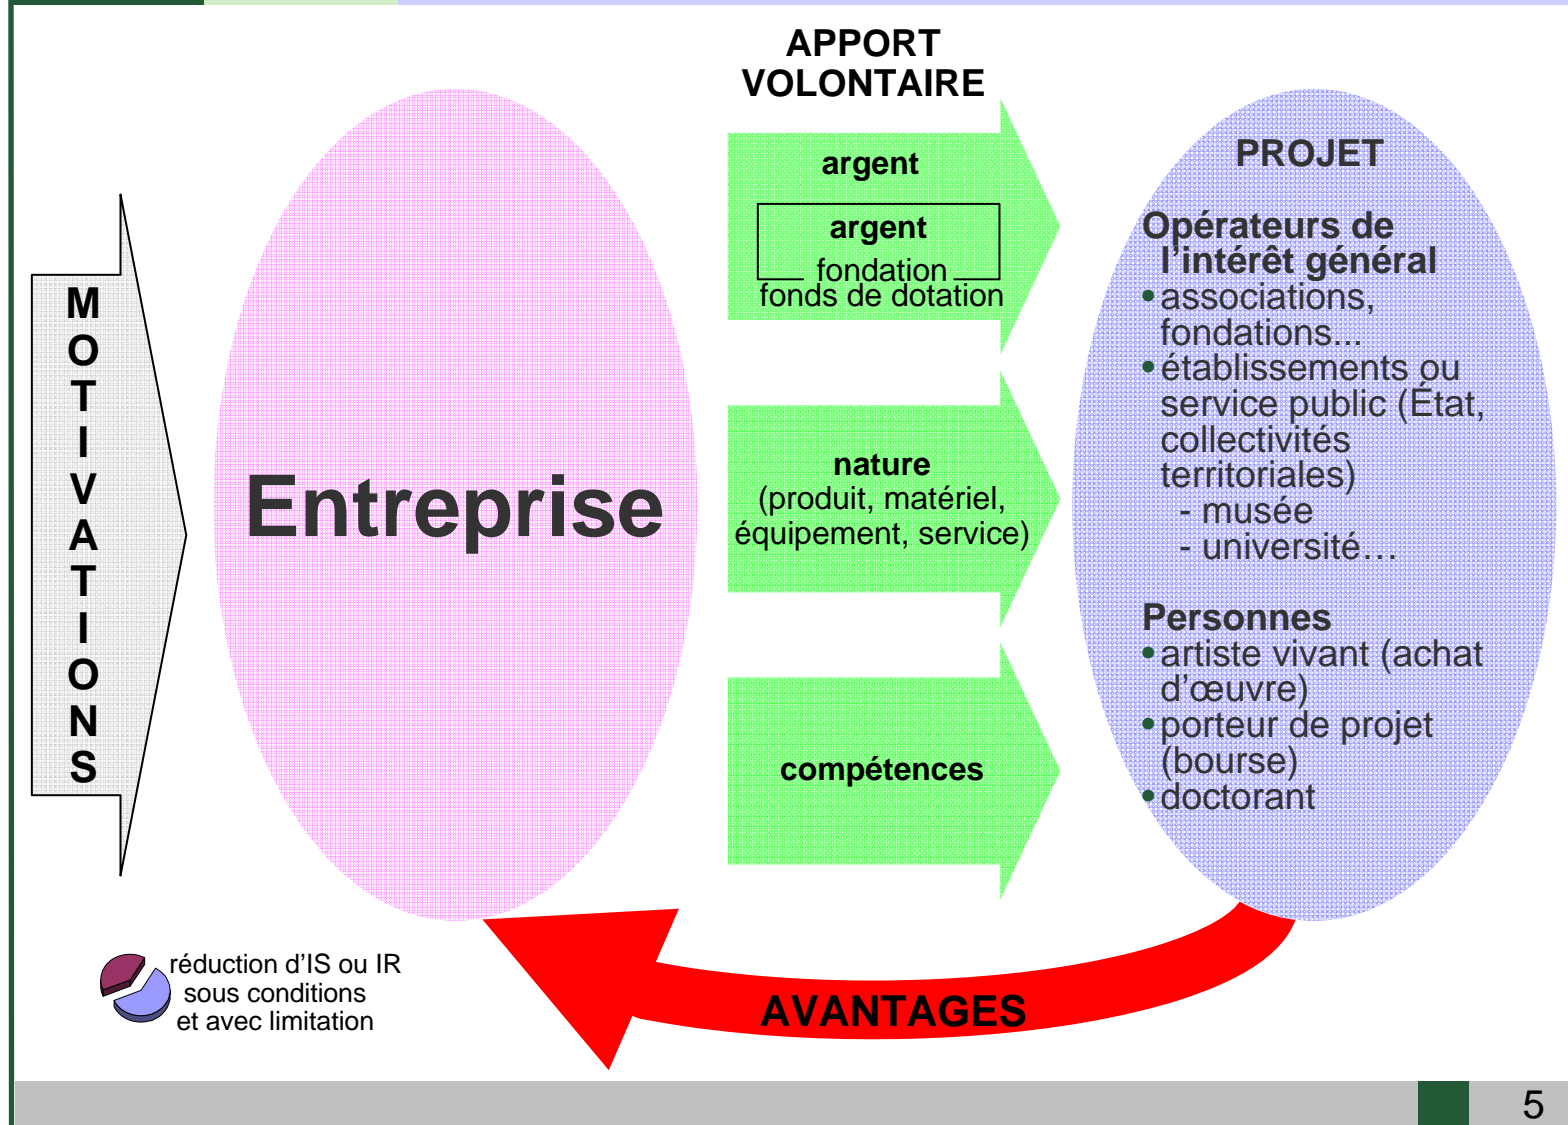 MOTIVATIONS
Entreprise
APPORT
VOLONTAIRE
argent
argent
fondation
fonds de dotation
nature
(produit, matériel,
équipement, service)
compétences
PROJET
Opérateurs de
l’intérêt général
•associations,
fondations...
•établissements ou
service public (État,
collectivités
territoriales)
- musée
- université…
Personnes
•artiste vivant (achat
d’œuvre)
•porteur de projet
(bourse)
•doctorant
AVANTAGES
réduction d’IS ou IR
sous conditions
et avec limitation
5